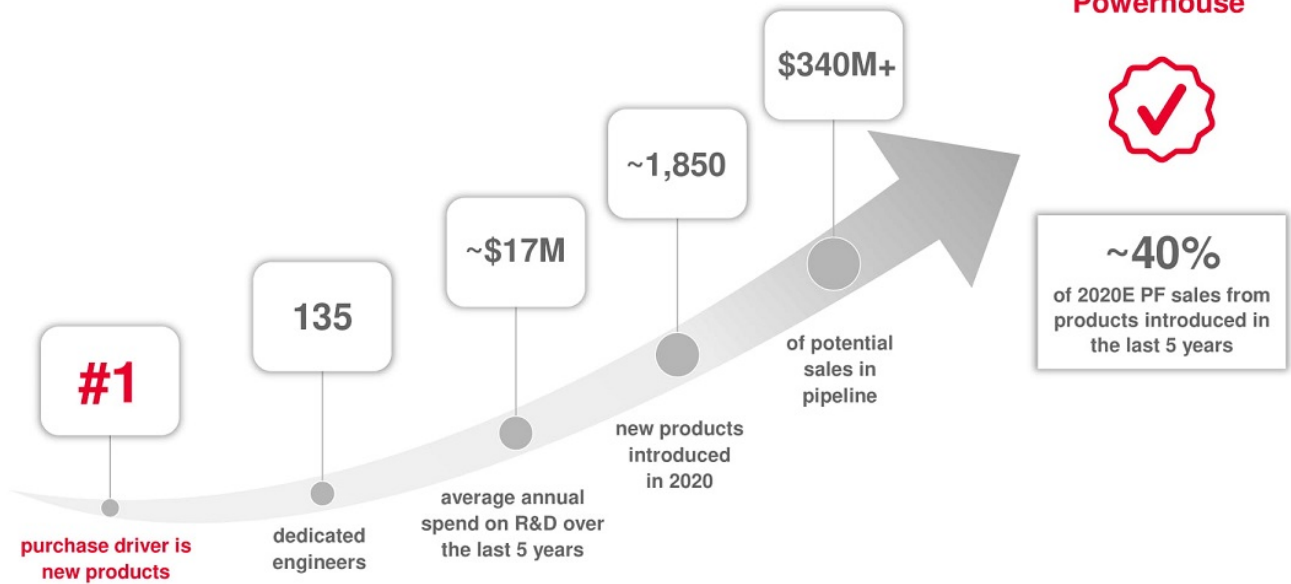 Powerhouse
#1
purchase driver is
new products
135
dedicated
engineers
~$17M
average annual
spend on R&D over
the last 5 years
~1,850
new products
introduced
in 2020
$340M+
of potential
sales in
pipeline
~40%
of 2020E PF sales from
products introduced in
the last 5 years